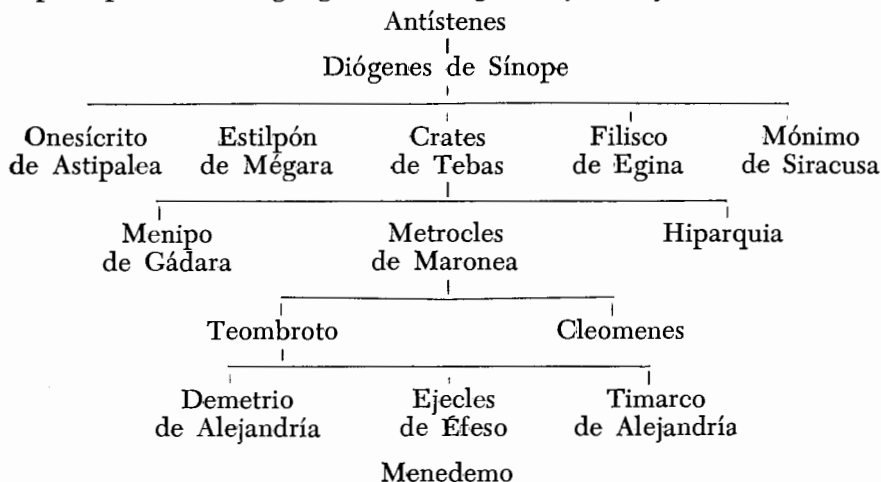 Antístenes
Diógenes de Sínope
Onesícrito Estilpón Crates Filisco Mónimo
de Astipalea de Mégara de Tebas de Egina de Siracusa
Menipo Metrocles Hiparquia
de Gádara de Maronea
Teombroto Cleomenes
Demetrio Ejecles Timarco
de Alejandría de Éfeso de Alejandría
Menedemo